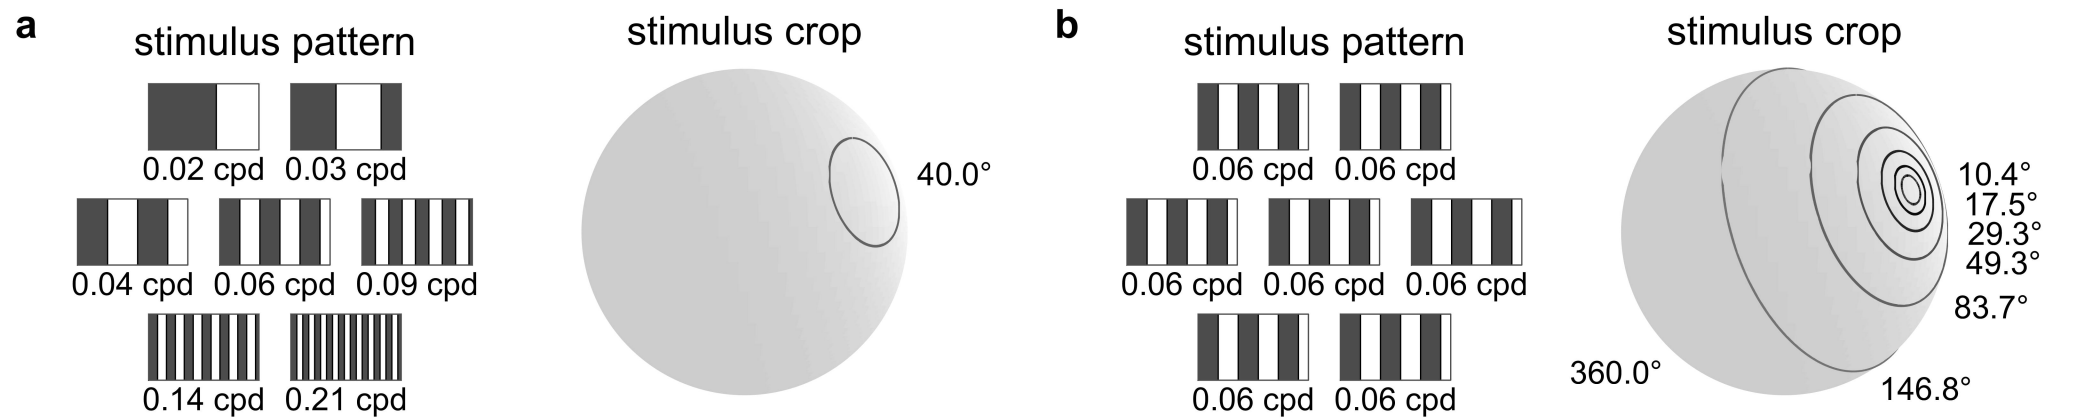 a
stimulus pattern
0.02 cpd 0.03 cpd
0.04 cpd 0.06 cpd 0.09 cpd
0.14 cpd 0.21 cpd
stimulus crop
40.0°
b
stimulus pattern
0.06 cpd 0.06 cpd
0.06 cpd 0.06 cpd 0.06 cpd
0.06 cpd 0.06 cpd
stimulus crop
10.4°
17.5°
29.3°
49.3°
83.7°
146.8°
360.0°